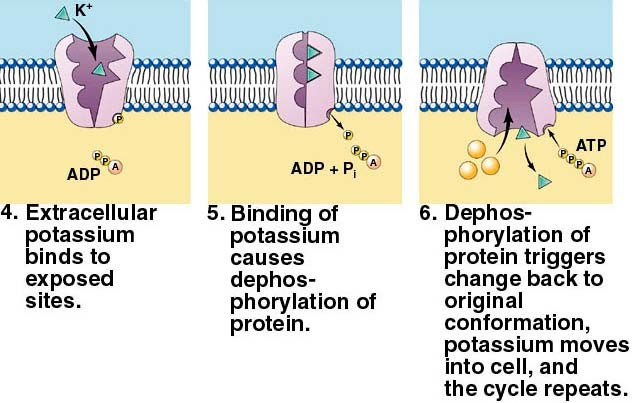 K+
P
ADP
P P A
4. Extracellular
potassium
binds to
exposed
sites.
P
P P A
ADP + Pi
5. Binding of
potassium
causes
dephos-
phorylation of
protein.
ATP
P P P A
6. Dephos-
phorylation of
protein triggers
change back to
original
conformation,
potassium moves
into cell, and
the cycle repeats.